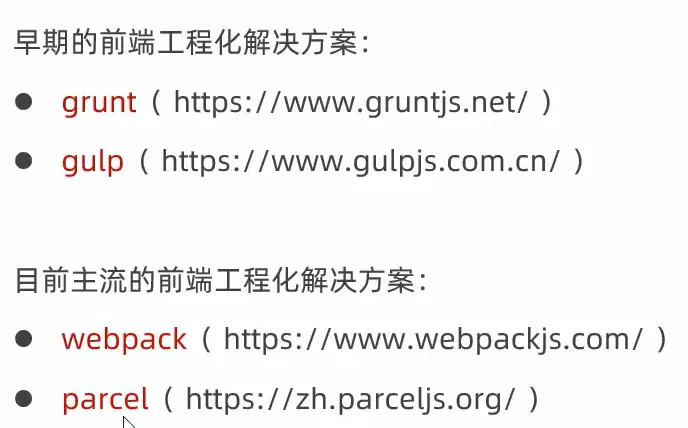 早期的前端工程化解决方案：
● grunt（ https://www.gruntjs.net/ ）
● gulp（ https://www.gulpjs.com.cn/ ）
目前主流的前端工程化解决方案：
● webpack（ https://www.webpackjs.com/ ）
● parcel（ https://zh.parceljs.org/ ）